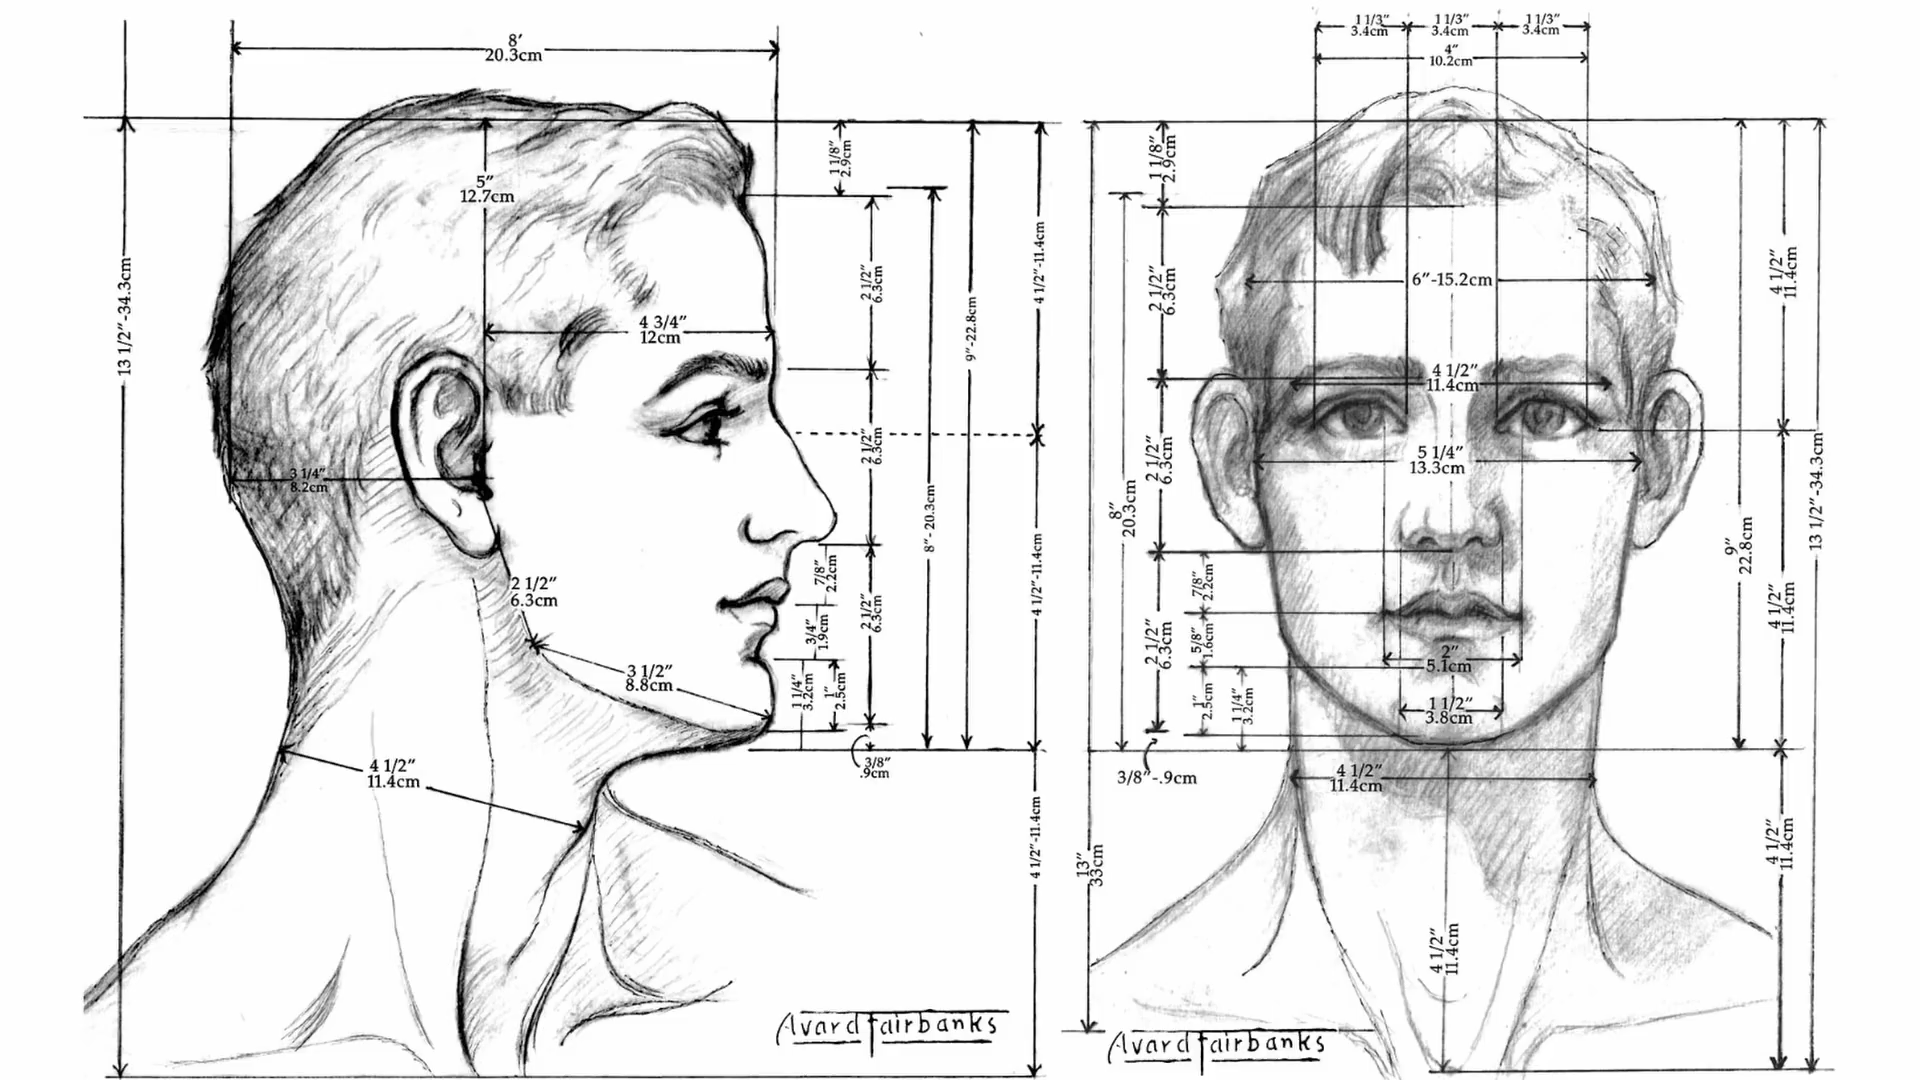 8'
20.3cm
5"
12.7cm
13 1/2"-34.3cm
4 3/4"
12cm
3 1/4"
8.2cm
2 1/2"
6.3cm
3 1/2"
8.8cm
4 1/2"
11.4cm
1 1/8"
2.9cm
2 1/2"
6.3cm
2 1/2"
6.3cm
2 1/2"
6.3cm
7/8"
2.2cm
3/4"
1.9cm
1 1/4"
3.2cm
1"
2.5cm
3/8"
.9cm
8"-20.3cm
9"-22.8cm
4 1/2"-11.4cm
4 1/2"-11.4cm
4 1/2"-11.4cm
Avard Fairbanks
1 1/3"
3.4cm
1 1/3"
3.4cm
1 1/3"
3.4cm
4"
10.2cm
1 1/8"
2.9cm
2 1/2"
6.3cm
2 1/2"
6.3cm
2 1/2"
6.3cm
8"
20.3cm
7/8"
2.2cm
5/8"
1.6cm
1"
2.5cm
1 1/4"
3.2cm
3/8"-.9cm
13"
33cm
6"-15.2cm
4 1/2"
11.4cm
5 1/4"
13.3cm
2"
5.1cm
1 1/2"
3.8cm
4 1/2"
11.4cm
4 1/2"
11.4cm
9"
22.8cm
4 1/2"
11.4cm
4 1/2"
11.4cm
4 1/2"
11.4cm
13 1/2"-34.3cm
Avard Fairbanks